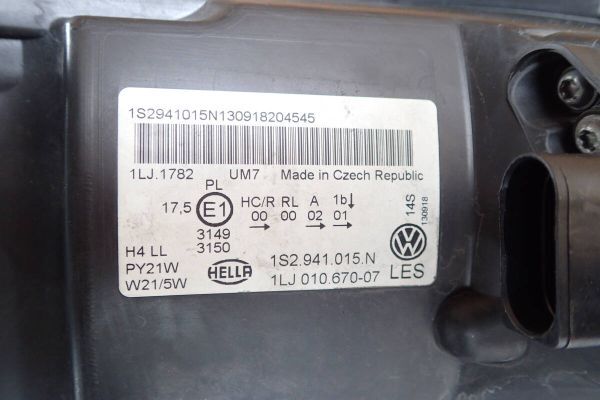 1S2941015N130918204545
1LJ.1782 UM7 Made in Czech Republic
PL
17,5 E1 HC/R RL A 1b↓
00 00 02 01
3149
3150
H4 LL
PY21W
W21/5W
HELLA
1S2.941.015.N
1LJ 010.670-07
14S
130918
VW
LES